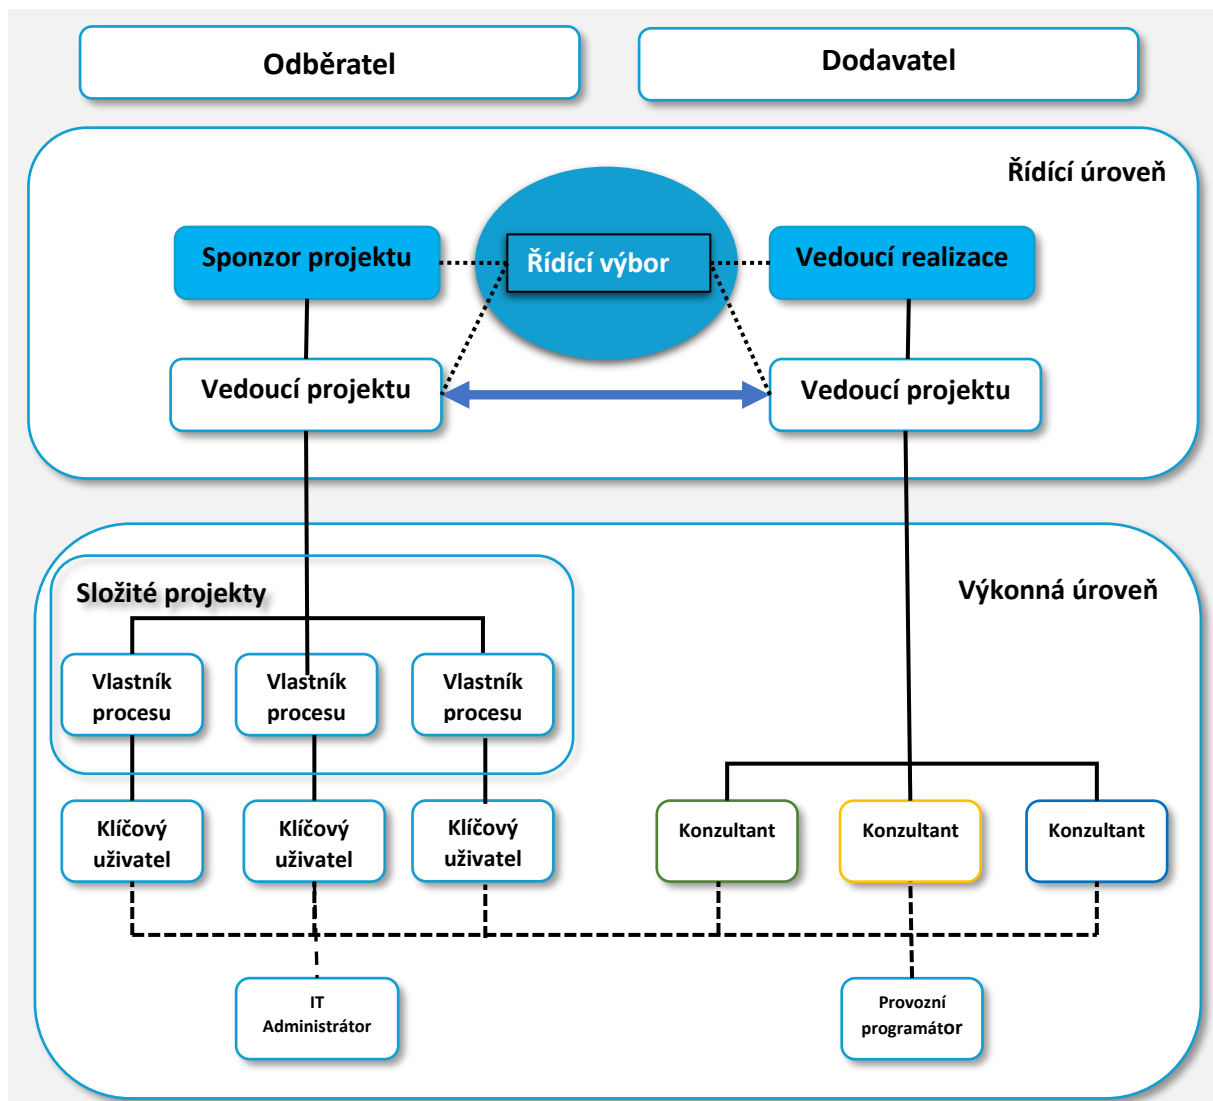 Odběratel
Dodavatel
Řídící úroveň
Sponzor projektu
Řídící výbor
Vedoucí realizace
Vedoucí projektu
Vedoucí projektu
Složité projekty
Výkonná úroveň
Vlastník
procesu
Vlastník
procesu
Vlastník
procesu
Klíčový
uživatel
Klíčový
uživatel
Klíčový
uživatel
Konzultant
Konzultant
Konzultant
IT
Administrátor
Provozní
programátor